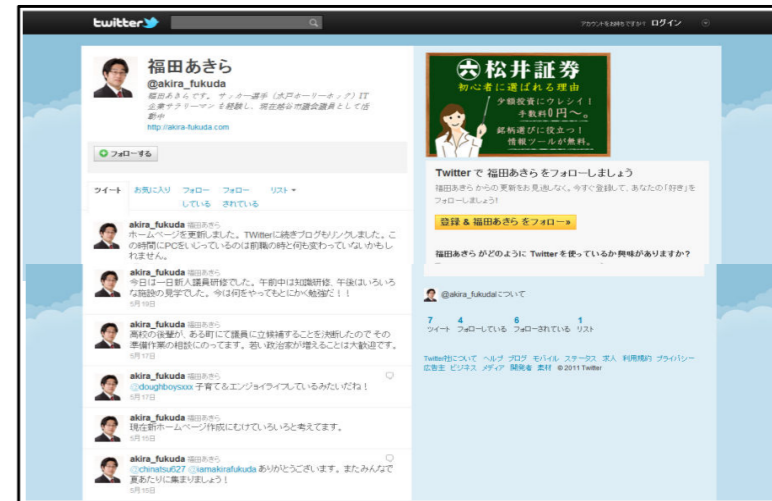 twitter
アカウントをお持ちですか? ログイン
福田あきら
@akira_fukuda
福田あきらです。 サッカー選手 (水戸ホーリーホック) IT
企業サラリーマン を経験し、現在越谷市議会議員として活
動中
http://akira-fukuda.com
フォローする
ツイート お気に入り フォロー フォロー リスト
している されている
akira_fukuda 福田あきら
ホームページを更新しました。TWitterに続きブログもリンクしました。こ
の時間にPCをいじっているのは前職の時と何も変わっていないかもし
れません。
akira_fukuda 福田あきら
今日は一日新人議員研修でした。午前中は知識研修、午後はいろいろ
な施設の見学でした。今は何をやってもとにかく勉強だ!!
5月19日
akira_fukuda 福田あきら
高校の後輩が、ある町にて議員に立候補することを決断したので その
準備作業の相談にのってます。若い政治家が増えることは大歓迎です。
5月17日
akira_fukuda 福田あきら
@doughboysxxx 子育て&エンジョイライフしているみたいだね!
5月17日
akira_fukuda 福田あきら
現在新ホームページ作成にむけていろいろと考えてます。
5月15日
akira_fukuda 福田あきら
@chinatsu627 @iamakirafukuda ありがとうございます。またみんなで
夏あたりに集まりましょう!
5月10日
六 松井証券
初心者に選ばれる理由
少額投資にウレシイ!
手数料0円〜。
銘柄選びに役立つ!
情報ツールが無料。
Twitter で 福田あきら をフォローしましょう
福田あきら からの更新をお見逃しなく。今すぐ登録して、あなたの「好き」を
フォローしましょう!
登録 & 福田あきら をフォロー»
福田あきら がどのように Twitter を使っているか興味がありますか?
@akira_fukudaについて
7 4 6 1
ツイート フォローしている フォローされている リスト
Twitter社について ヘルプ ブログ モバイル ステータス 求人 利用規約 プライバシー
広告主 ビジネス メディア 開発者 素材 © 2011 Twitter